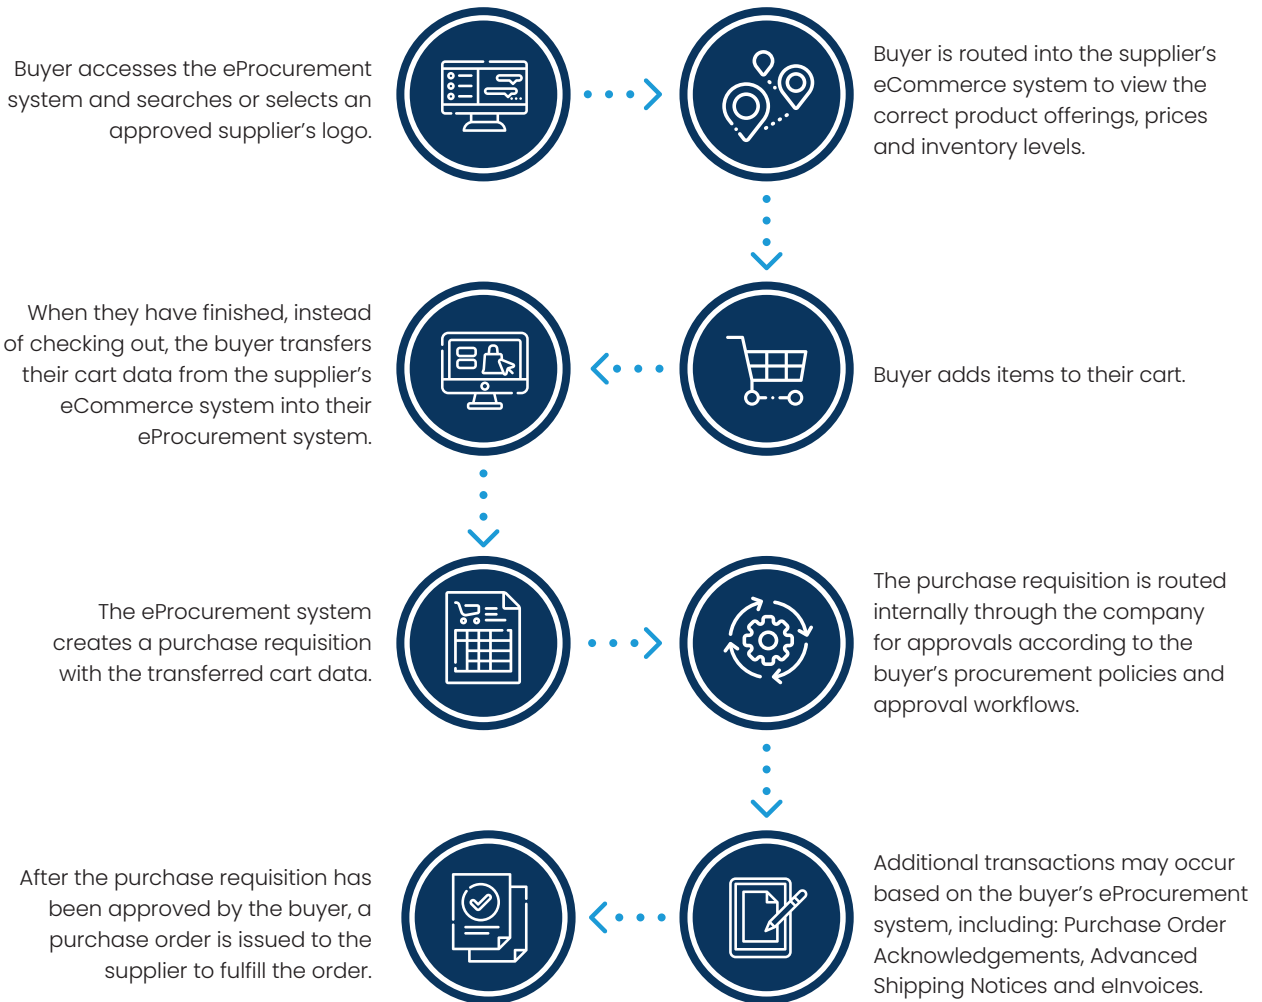 Buyer accesses the eProcurement
system and searches or selects an
approved supplier's logo.
Buyer is routed into the supplier's
eCommerce system to view the
correct product offerings, prices
and inventory levels.
Buyer adds items to their cart.
When they have finished, instead
of checking out, the buyer transfers
their cart data from the supplier's
eCommerce system into their
eProcurement system.
The eProcurement system
creates a purchase requisition
with the transferred cart data.
The purchase requisition is routed
internally through the company
for approvals according to the
buyer's procurement policies and
approval workflows.
Additional transactions may occur
based on the buyer's eProcurement
system, including: Purchase Order
Acknowledgements, Advanced
Shipping Notices and eInvoices.
After the purchase requisition has
been approved by the buyer, a
purchase order is issued to the
supplier to fulfill the order.